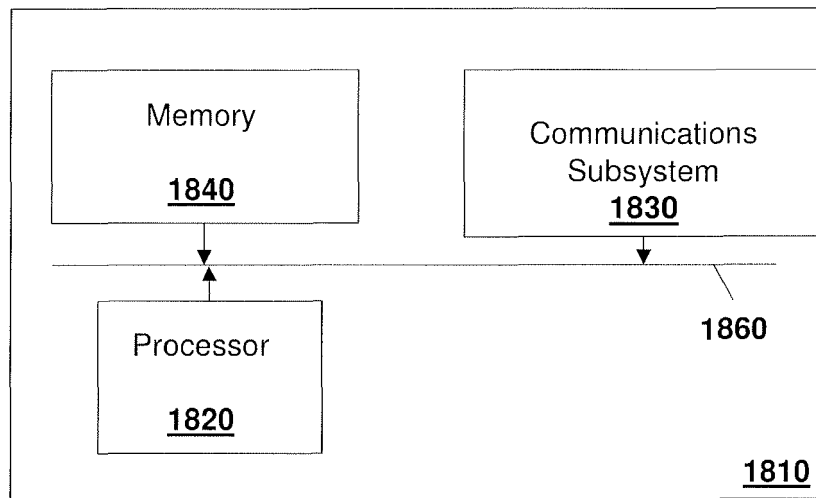 Memory
1840
Communications
Subsystem
1830
1860
Processor
1820
1810